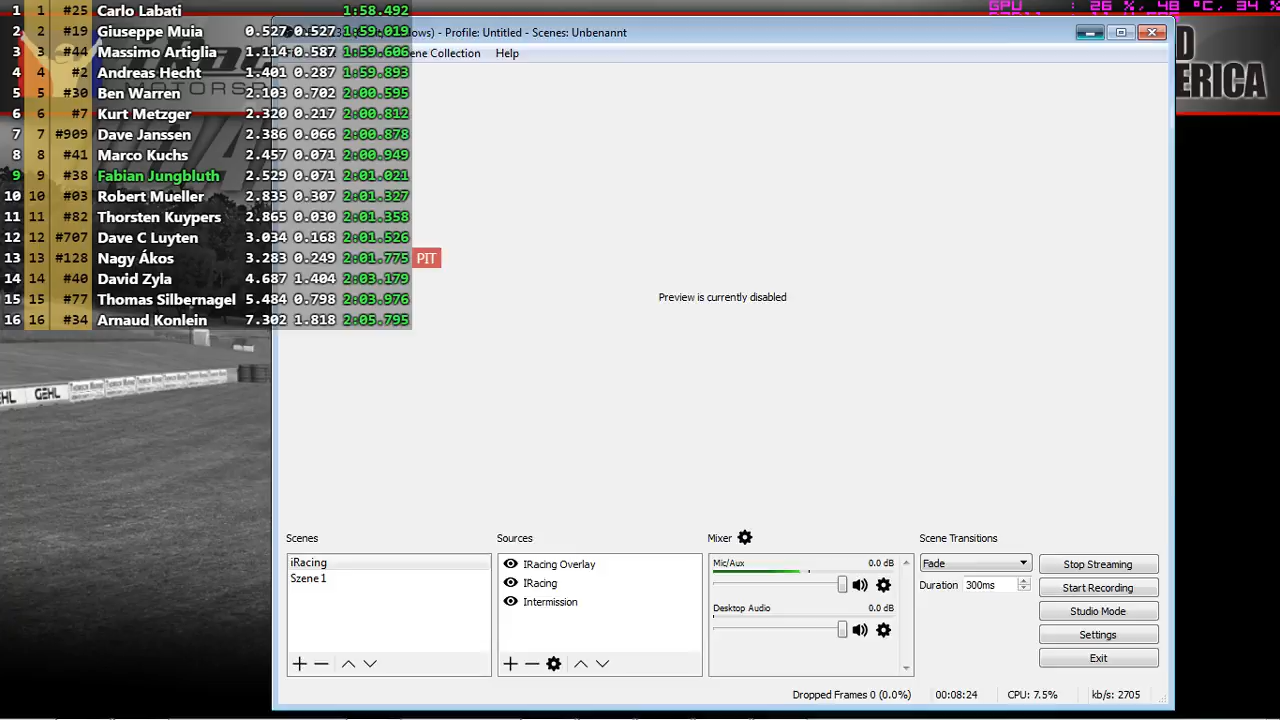 1 1 #25 Carlo Labati 1:58.492
2 2 #19 Giuseppe Muia 0.527 0.527 1:59.019
3 3 #44 Massimo Artiglia 1.114 0.587 1:59.606
4 4 #2 Andreas Hecht 1.401 0.287 1:59.893
5 5 #30 Ben Warren 2.103 0.702 2:00.595
6 6 #7 Kurt Metzger 2.320 0.217 2:00.812
7 7 #909 Dave Janssen 2.386 0.066 2:00.878
8 8 #41 Marco Kuchs 2.457 0.071 2:00.949
9 9 #38 Fabian Jungbluth 2.529 0.071 2:01.021
10 10 #03 Robert Mueller 2.835 0.307 2:01.327
11 11 #82 Thorsten Kuypers 2.865 0.030 2:01.358
12 12 #707 Dave C Luyten 3.034 0.168 2:01.526
13 13 #128 Nagy Ákos 3.283 0.249 2:01.775 PIT
14 14 #40 David Zyla 4.687 1.404 2:03.179
15 15 #77 Thomas Silbernagel 5.484 0.798 2:03.976
16 16 #34 Arnaud Konlein 7.302 1.818 2:05.795
- Profile: Untitled - Scenes: Unbenannt
Collection Help
GPU : 26 %, 48 °C, 34 %
ERICA
MOTORSP
GEHL
Preview is currently disabled
Scenes
iRacing
Szene 1
Sources
IRacing Overlay
IRacing
Intermission
Mixer
Mic/Aux 0.0 dB
Desktop Audio 0.0 dB
Scene Transitions
Fade
Duration 300ms
Stop Streaming
Start Recording
Studio Mode
Settings
Exit
Dropped Frames 0 (0.0%) 00:08:24 CPU: 7.5% kb/s: 2705